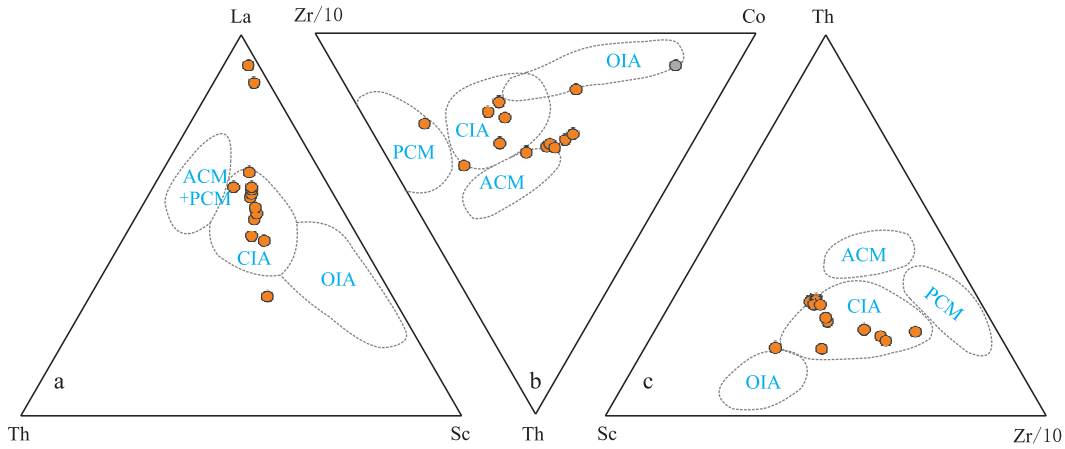 La
ACM
+PCM
CIA
OIA
a
Th
Sc
Zr/10
Co
OIA
CIA
PCM
ACM
b
Th
Th
ACM
CIA
PCM
OIA
c
Sc
Zr/10